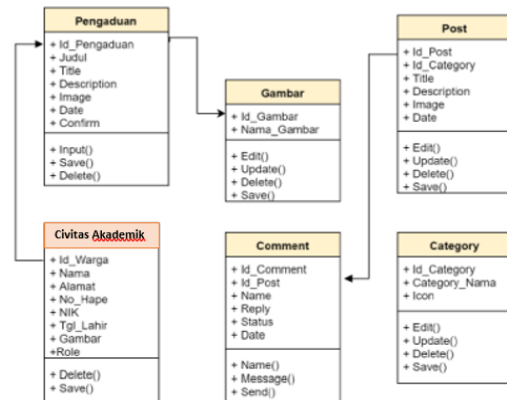 Pengaduan
+ Id_Pengaduan
+ Judul
+ Title
+ Description
+ Image
+ Date
+ Confirm
+ Input()
+ Save()
+ Delete()
Gambar
+ Id_Gambar
+ Nama_Gambar
+ Edit()
+ Update()
+ Delete()
+ Save()
Post
+ Id_Post
+ Id_Category
+ Title
+ Description
+ Image
+ Date
+ Edit()
+ Update()
+ Delete()
+ Save()
Civitas Akademik
+ Id_Warga
+ Nama
+ Alamat
+ No_Hape
+ NIK
+ Tgl_Lahir
+ Gambar
+Role
+ Delete()
+ Save()
Comment
+ Id_Comment
+ Id_Post
+ Name
+ Reply
+ Status
+ Date
+ Name()
+ Message()
+ Send()
Category
+ Id_Category
+ Category_Nama
+ Icon
+ Edit()
+ Update()
+ Delete()
+ Save()